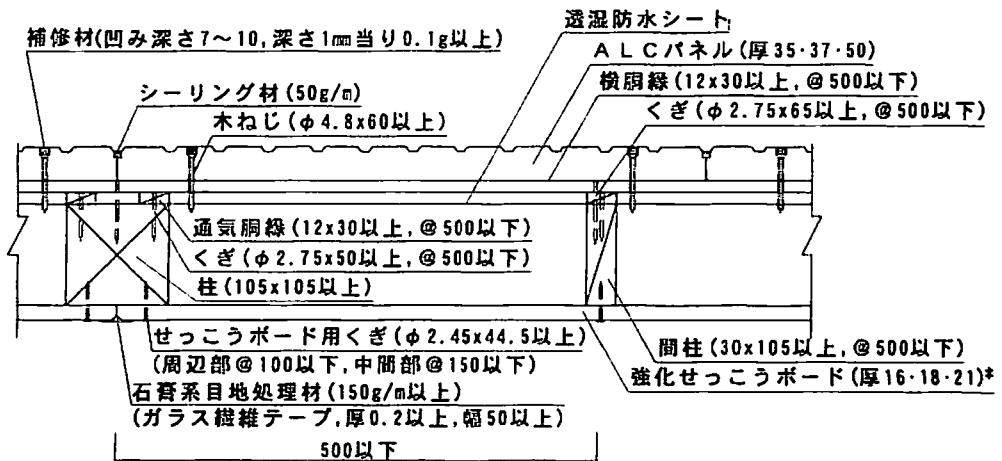 透湿防水シート
補修材(凹み深さ7〜10,深さ1㎜当り0.1g以上)
ALCパネル(厚35・37・50)
横胴縁(12x30以上,@500以下)
シーリング材(50g/m)
くぎ(φ2.75x65以上,@500以下)
木ねじ(φ4.8x60以上)
通気胴縁(12x30以上,@500以下)
くぎ(φ2.75x50以上,@500以下)
柱(105x105以上)
せっこうボード用くぎ(φ2.45x44.5以上)
(周辺部@100以下,中間部@150以下)
間柱(30x105以上,@500以下)
強化せっこうボード(厚16・18・21)*
石膏系目地処理材(150g/m以上)
(ガラス繊維テープ,厚0.2以上,幅50以上)
500以下